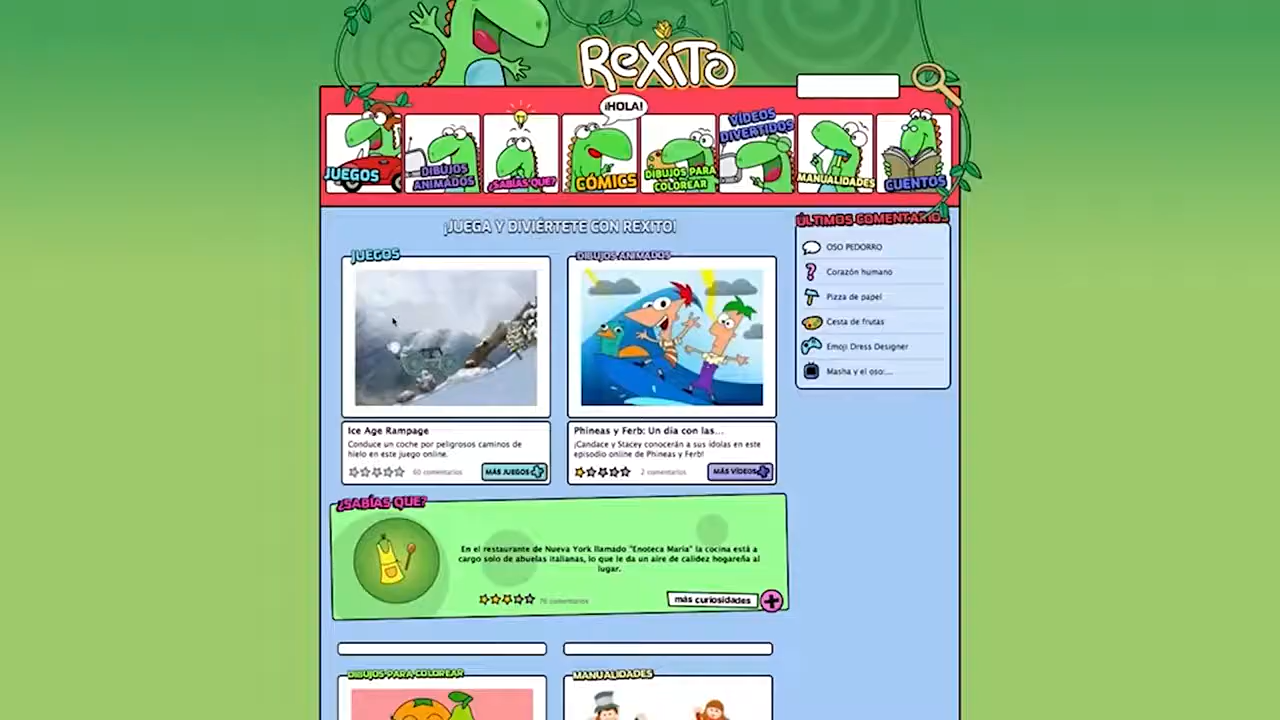 REXITO
¡HOLA!
JUEGOS
DIBUJOS
ANIMADOS
¿SABÍAS QUE?
CÓMICS
DIBUJOS PARA
COLOREAR
VÍDEOS
DIVERTIDOS
MANUALIDADES
CUENTOS
¡JUEGA Y DIVIÉRTETE CON REXITO!
JUEGOS
Ice Age Rampage
Conduce un coche por peligrosos caminos de
hielo en este juego online.
60 comentarios
MÁS JUEGOS
DIBUJOS ANIMADOS
Phineas y Ferb: Un día con las...
¡Candace y Stacey conocerán a sus ídolas en este
episodio online de Phineas y Ferb!
2 comentarios
MÁS VÍDEOS
ÚLTIMOS COMENTARIOS
OSO PEDORRO
Corazón humano
Pizza de papel
Cesta de frutas
Emoji Dress Designer
Masha y el oso:...
¿SABÍAS QUE?
En el restaurante de Nueva York llamado "Enoteca Maria" la cocina está a
cargo solo de abuelas italianas, lo que le da un aire de calidez hogareña al
lugar.
76 comentarios
más curiosidades
DIBUJOS PARA COLOREAR
MANUALIDADES